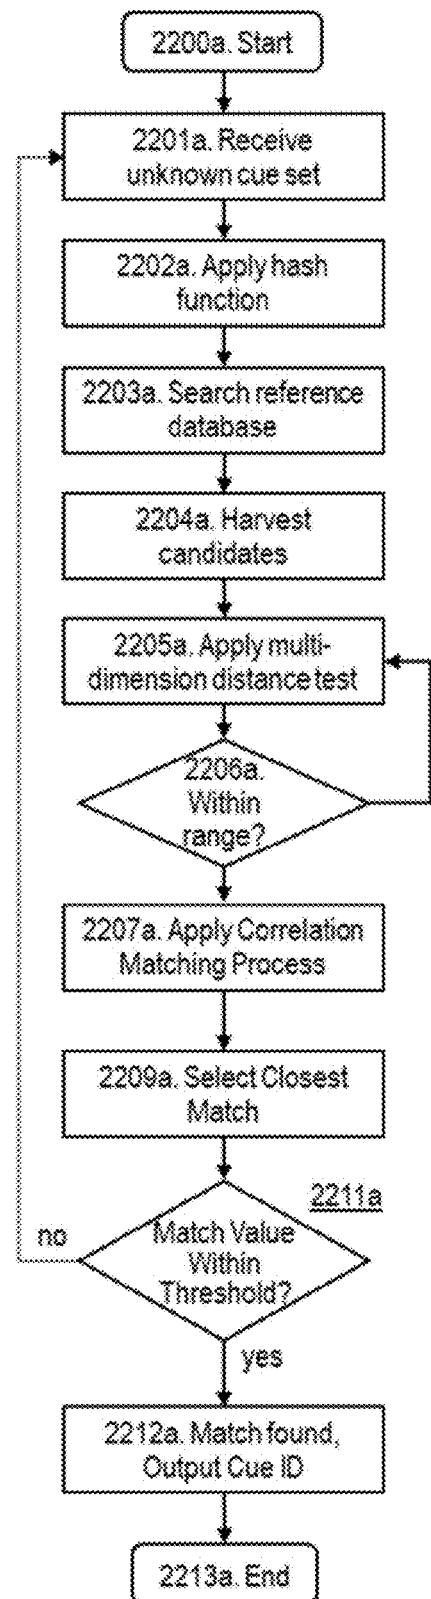 2200a. Start
2201a. Receive
unknown cue set
2202a. Apply hash
function
2203a. Search reference
database
2204a. Harvest
candidates
2205a. Apply multi-
dimension distance test
2206a.
Within
range?
2207a. Apply Correlation
Matching Process
2209a. Select Closest
Match
2211a
no
Match Value
Within
Threshold?
yes
2212a. Match found,
Output Cue ID
2213a. End